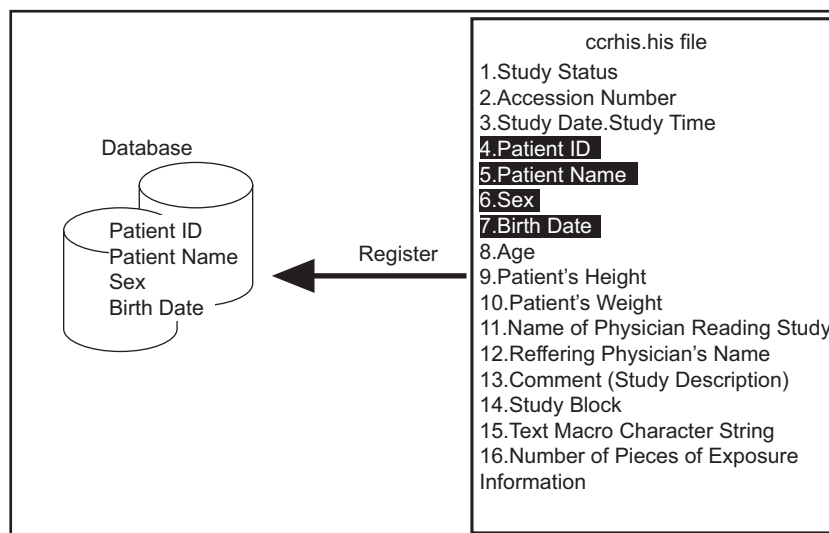 Database
Patient ID
Patient Name
Sex
Birth Date
Register
ccrhis.his file
1.Study Status
2.Accession Number
3.Study Date.Study Time
4.Patient ID
5.Patient Name
6.Sex
7.Birth Date
8.Age
9.Patient’s Height
10.Patient’s Weight
11.Name of Physician Reading Study
12.Reffering Physician’s Name
13.Comment (Study Description)
14.Study Block
15.Text Macro Character String
16.Number of Pieces of Exposure
Information